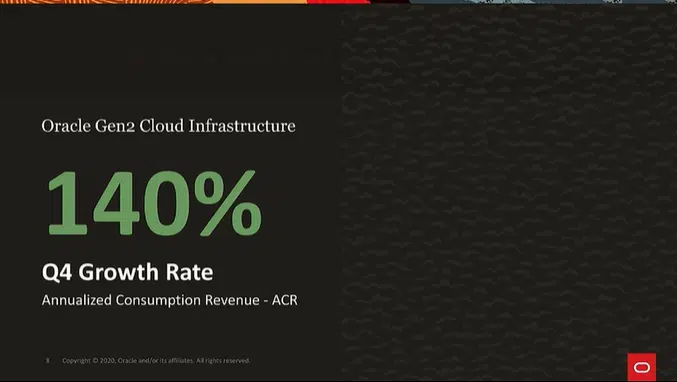 Oracle Gen2 Cloud Infrastructure
140%
Q4 Growth Rate
Annualized Consumption Revenue - ACR
3 Copyright © 2020, Oracle and/or its affiliates. All rights reserved.